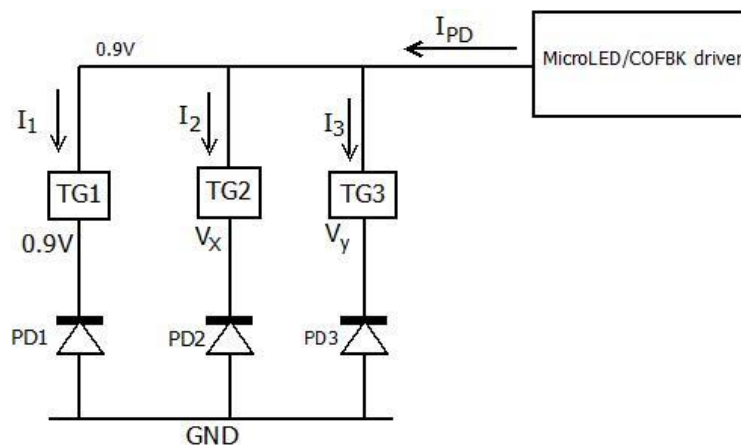 I_PD
0.9V
MicroLED/COFBK driver
I_1
I_2
I_3
TG1
TG2
TG3
0.9V
V_X
V_y
PD1
PD2
PD3
GND